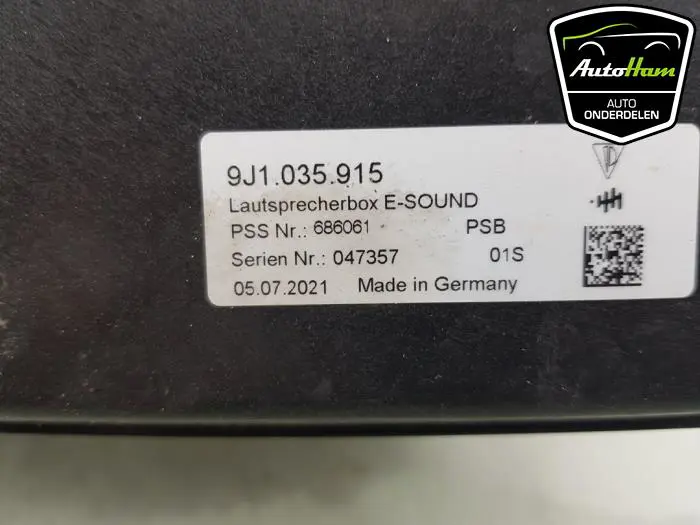 AutoHam
AUTO
ONDERDELEN
9J1.035.915
Lautsprecherbox E-SOUND
PSS Nr.: 686061 PSB
Serien Nr.: 047357 01S
05.07.2021 Made in Germany